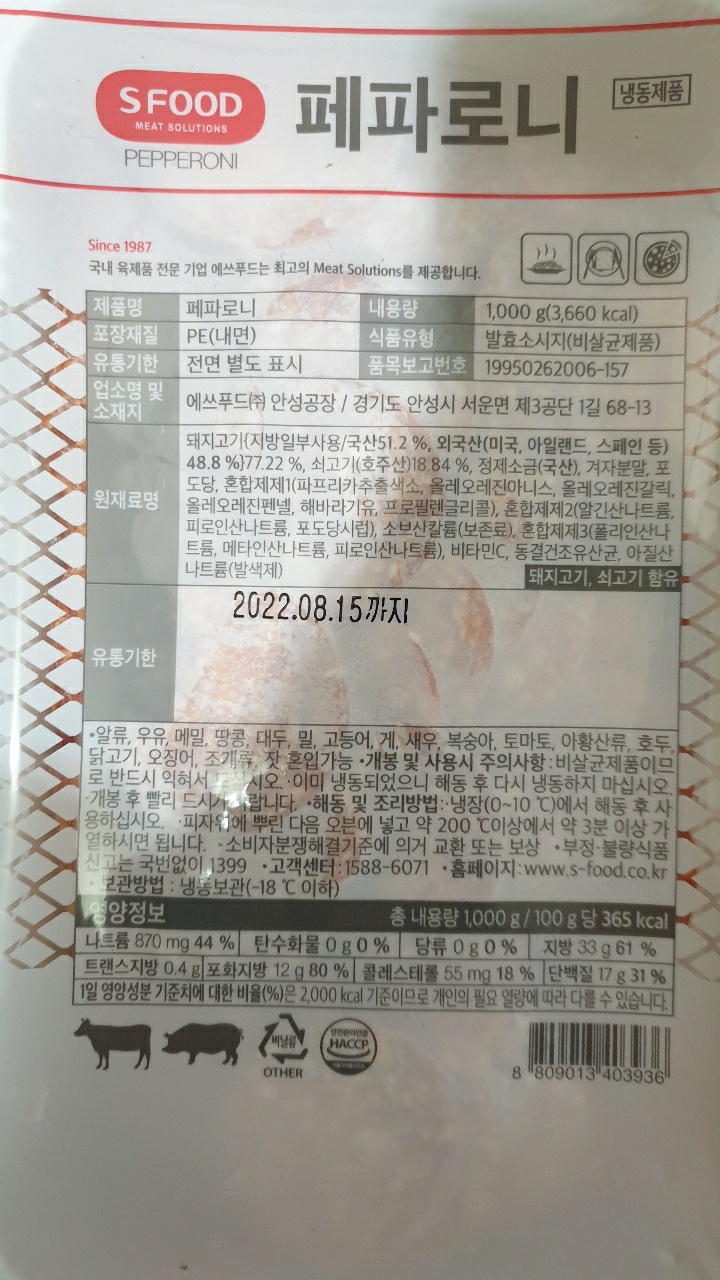 S FOOD
MEAT SOLUTIONS
PEPPERONI
페파로니
냉동제품
Since 1987
국내 육제품 전문 기업 에쓰푸드는 최고의 Meat Solutions를 제공합니다.
제품명 페파로니 내용량 1,000 g(3,660 kcal)
포장재질 PE(내면) 식품유형 발효소시지(비살균제품)
유통기한 전면 별도 표시 품목보고번호 19950262006-157
업소명 및 소재지 에쓰푸드㈜ 안성공장 / 경기도 안성시 서운면 제3공단 1길 68-13
원재료명
돼지고기{지방일부사용/국산51.2 %, 외국산(미국, 아일랜드, 스페인 등)
48.8 %}77.22 %, 쇠고기(호주산)18.84 %, 정제소금(국산), 겨자분말, 포
도당, 혼합제제1(파프리카추출색소, 올레오레진아니스, 올레오레진갈릭,
올레오레진펜넬, 해바라기유, 프로필렌글리콜), 혼합제제2(알긴산나트륨,
피로인산나트륨, 포도당시럽), 소브산칼륨(보존료), 혼합제제3(폴리인산나
트륨, 메타인산나트륨, 피로인산나트륨), 비타민C, 동결건조유산균, 아질산
나트륨(발색제)
돼지고기, 쇠고기 함유
유통기한
2022.08.15까지
•알류, 우유, 메밀, 땅콩, 대두, 밀, 고등어, 게, 새우, 복숭아, 토마토, 아황산류, 호두,
닭고기, 오징어, 조개류, 잣 혼입가능 •개봉 및 사용시 주의사항:비살균제품이므
로 반드시 익혀서 드십시오. ·이미 냉동되었으니 해동 후 다시 냉동하지 마십시오.
·개봉 후 빨리 드시기 바랍니다. •해동 및 조리방법:·냉장(0~10 ℃)에서 해동 후 사
용하십시오. ·피자위에 뿌린 다음 오븐에 넣고 약 200 ℃이상에서 약 3분 이상 가
열하시면 됩니다. •소비자분쟁해결기준에 의거 교환 또는 보상 •부정·불량식품
신고는 국번없이 1399 •고객센터:1588-6071 •홈페이지:www.s-food.co.kr
•보관방법 : 냉동보관(-18 ℃ 이하)
영양정보 총 내용량 1,000 g / 100 g 당 365 kcal
나트륨 870 mg 44 % 탄수화물 0 g 0 % 당류 0 g 0 % 지방 33 g 61 %
트랜스지방 0.4 g 포화지방 12 g 80 % 콜레스테롤 55 mg 18 % 단백질 17 g 31 %
1일 영양성분 기준치에 대한 비율(%)은 2,000 kcal 기준이므로 개인의 필요 열량에 따라 다를 수 있습니다.
비닐류
OTHER
HACCP
8 809013 403936